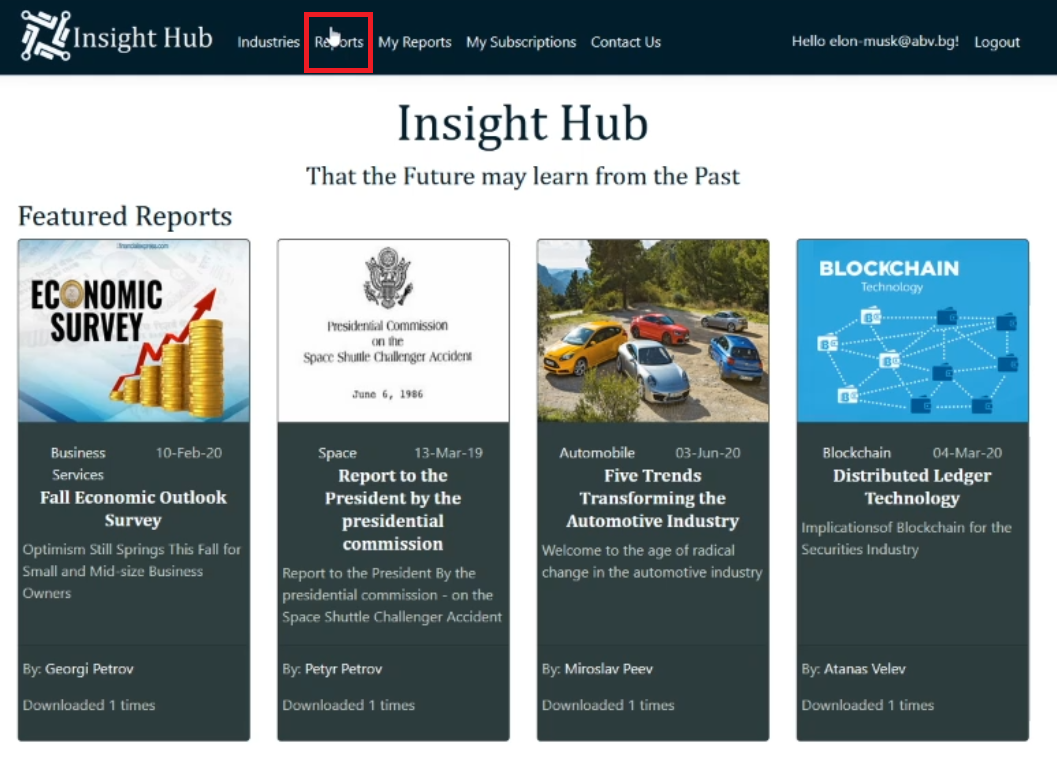 Insight Hub
Industries
Reports
My Reports
My Subscriptions
Contact Us
Hello elon-musk@abv.bg!
Logout
Insight Hub
That the Future may learn from the Past
Featured Reports
ECONOMIC
SURVEY
Business
Services
10-Feb-20
Fall Economic Outlook
Survey
Optimism Still Springs This Fall for
Small and Mid-size Business
Owners
By: Georgi Petrov
Downloaded 1 times
Presidential Commission
on the
Space Shuttle Challenger Accident
June 6, 1986
Space
13-Mar-19
Report to the
President by the
presidential
commission
Report to the President By the
presidential commission - on the
Space Shuttle Challenger Accident
By: Petyr Petrov
Downloaded 1 times
Automobile
03-Jun-20
Five Trends
Transforming the
Automotive Industry
Welcome to the age of radical
change in the automotive industry
By: Miroslav Peev
Downloaded 1 times
BLOCKCHAIN
Technology
Blockchain
04-Mar-20
Distributed Ledger
Technology
Implicationsof Blockchain for the
Securities Industry
By: Atanas Velev
Downloaded 1 times